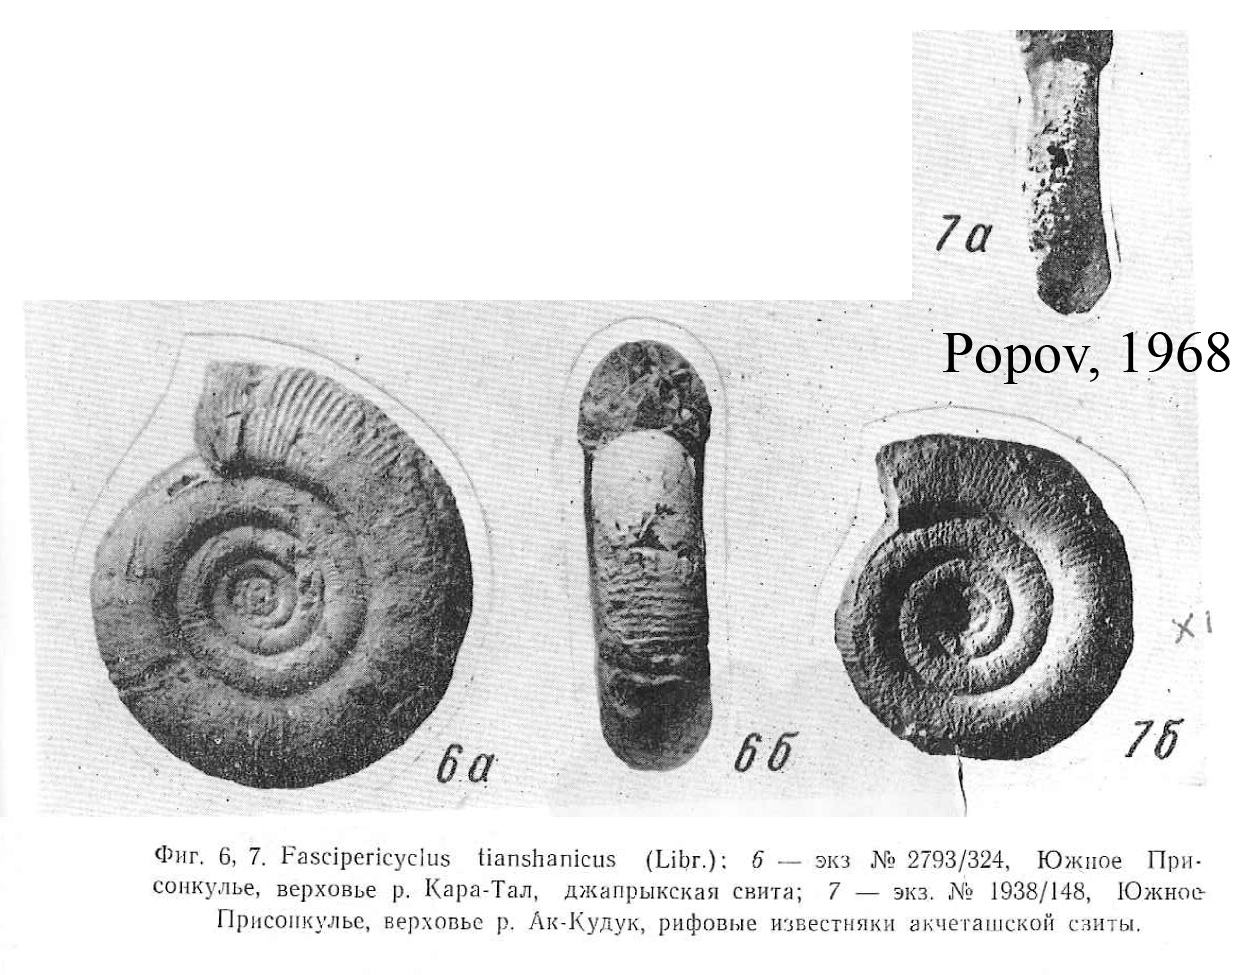 7а
Popov, 1968
6а
6б
7б
XI
Фиг. 6, 7. Fascipericyclus tianshanicus (Libr.): 6 — экз № 2793/324, Южное При-
сонкулье, верховье р. Кара-Тал, джапрыкская свита; 7 — экз. № 1938/148, Южное
Присонкулье, верховье р. Ак-Кудук, рифовые известняки акчеташской свиты.